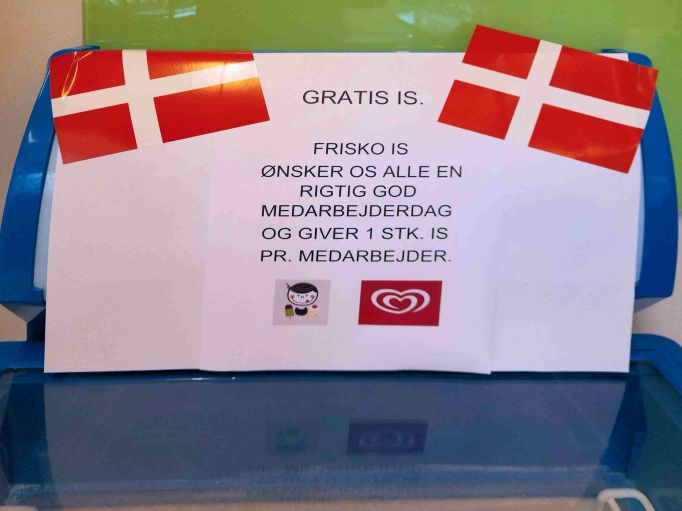 GRATIS IS.
FRISKO IS
ØNSKER OS ALLE EN
RIGTIG GOD
MEDARBEJDERDAG
OG GIVER 1 STK. IS
PR. MEDARBEJDER.